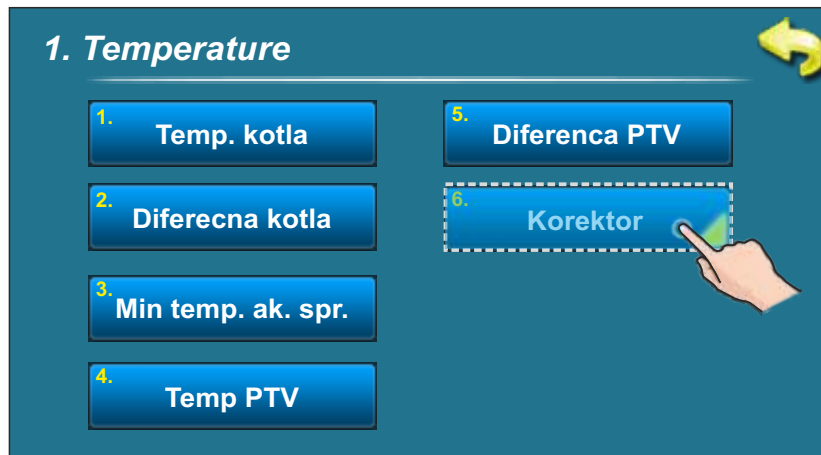 1. Temperature
1. Temp. kotla
2. Diferecna kotla
3. Min temp. ak. spr.
4. Temp PTV
5. Diferenca PTV
6. Korektor